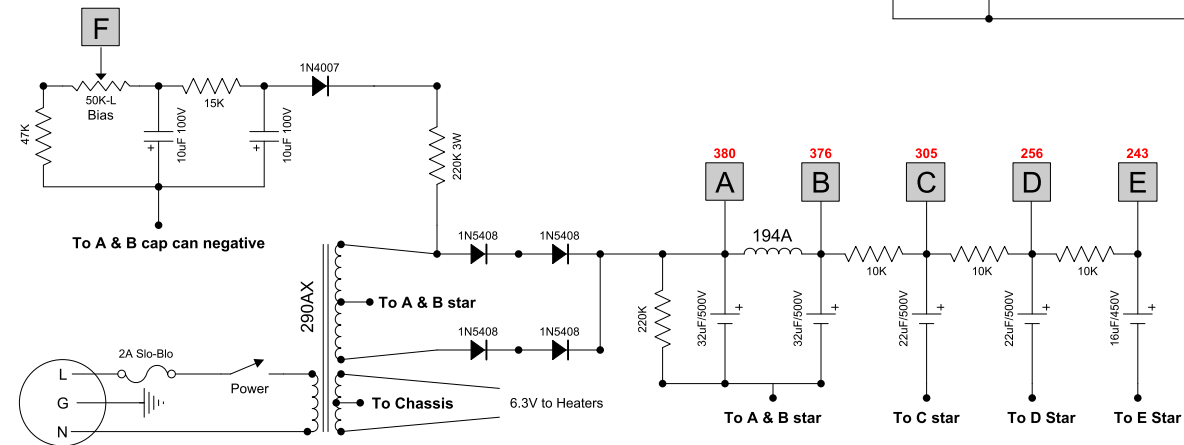 F
1N4007
50K-L
Bias
15K
47K
10uF 100V
+
10uF 100V
+
220K 3W
To A & B cap can negative
380
376
305
256
243
A
B
C
D
E
1N5408
1N5408
194A
10K
10K
10K
290AX
To A & B star
220K
32uF/500V
+
32uF/500V
+
22uF/500V
+
22uF/500V
+
16uF/450V
+
1N5408
1N5408
2A Slo-Blo
L
Power
G
N
To Chassis
6.3V to Heaters
To A & B star
To C star
To D Star
To E Star